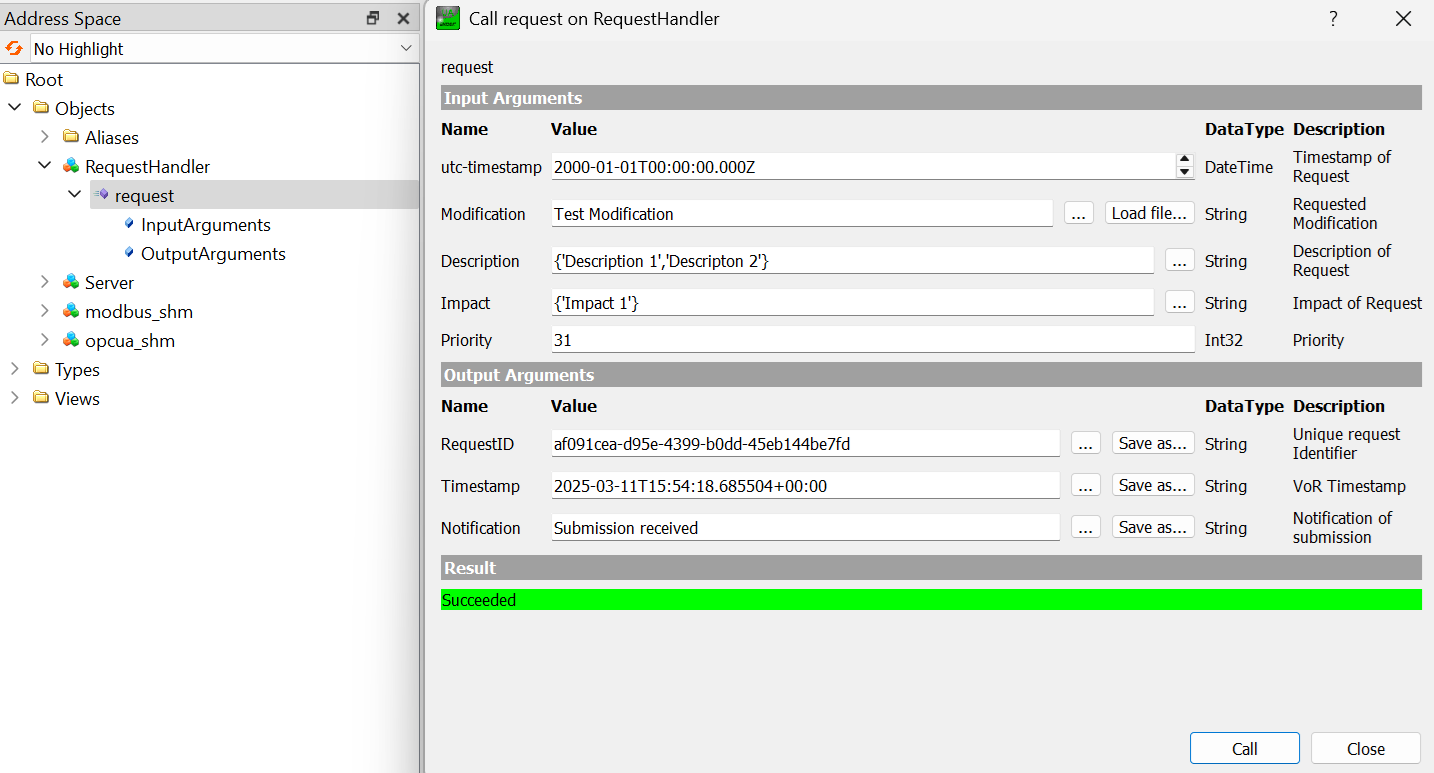 Address Space
No Highlight
Root
Objects
Aliases
RequestHandler
request
InputArguments
OutputArguments
Server
modbus_shm
opcua_shm
Types
Views
Call request on RequestHandler
?
request
Input Arguments
Name Value DataType Description
utc-timestamp 2000-01-01T00:00:00.000Z DateTime Timestamp of
Request
Modification Test Modification ... Load file... String Requested
Modification
Description {'Description 1','Descripton 2'} ... String Description of
Request
Impact {'Impact 1'} ... String Impact of Request
Priority 31 Int32 Priority
Output Arguments
Name Value DataType Description
RequestID af091cea-d95e-4399-b0dd-45eb144be7fd ... Save as... String Unique request
Identifier
Timestamp 2025-03-11T15:54:18.685504+00:00 ... Save as... String VoR Timestamp
Notification Submission received ... Save as... String Notification of
submission
Result
Succeeded
Call Close